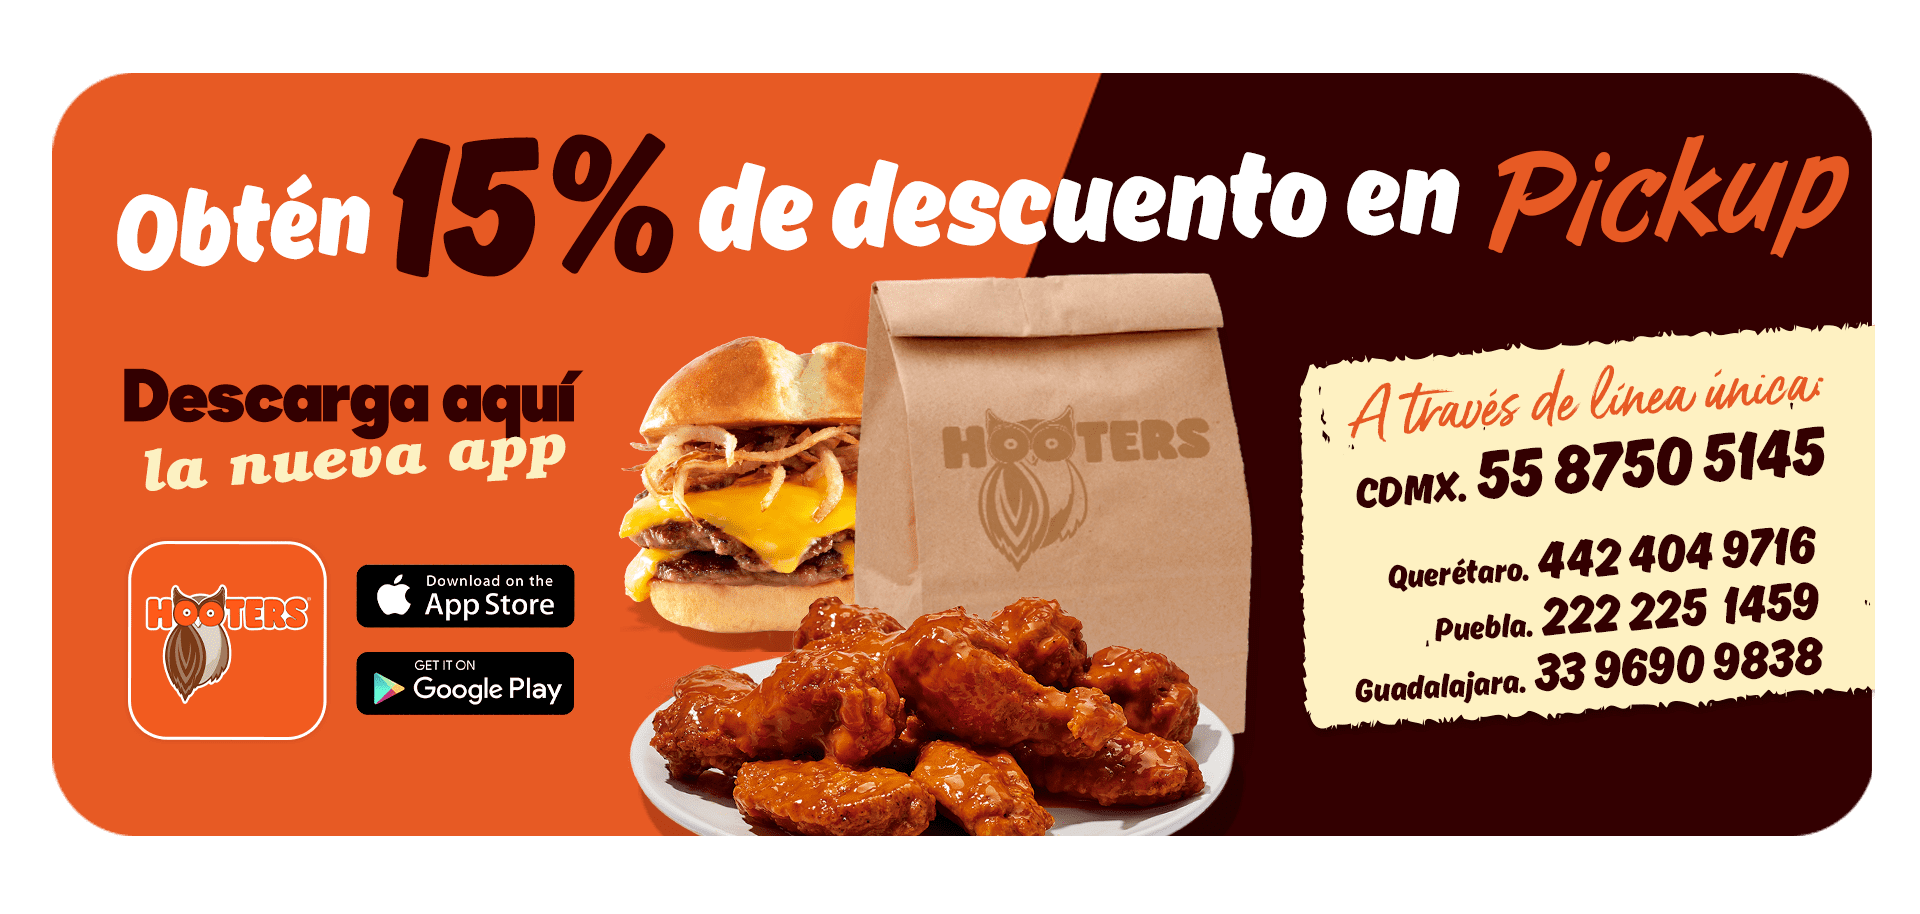 Obtén 15% de descuento en Pickup
Descarga aquí
la nueva app
HOOTERS
Download on the
App Store
GET IT ON
Google Play
HOOTERS
A través de línea única:
CDMX. 55 8750 5145
Querétaro. 442 404 9716
Puebla. 222 225 1459
Guadalajara. 33 9690 9838